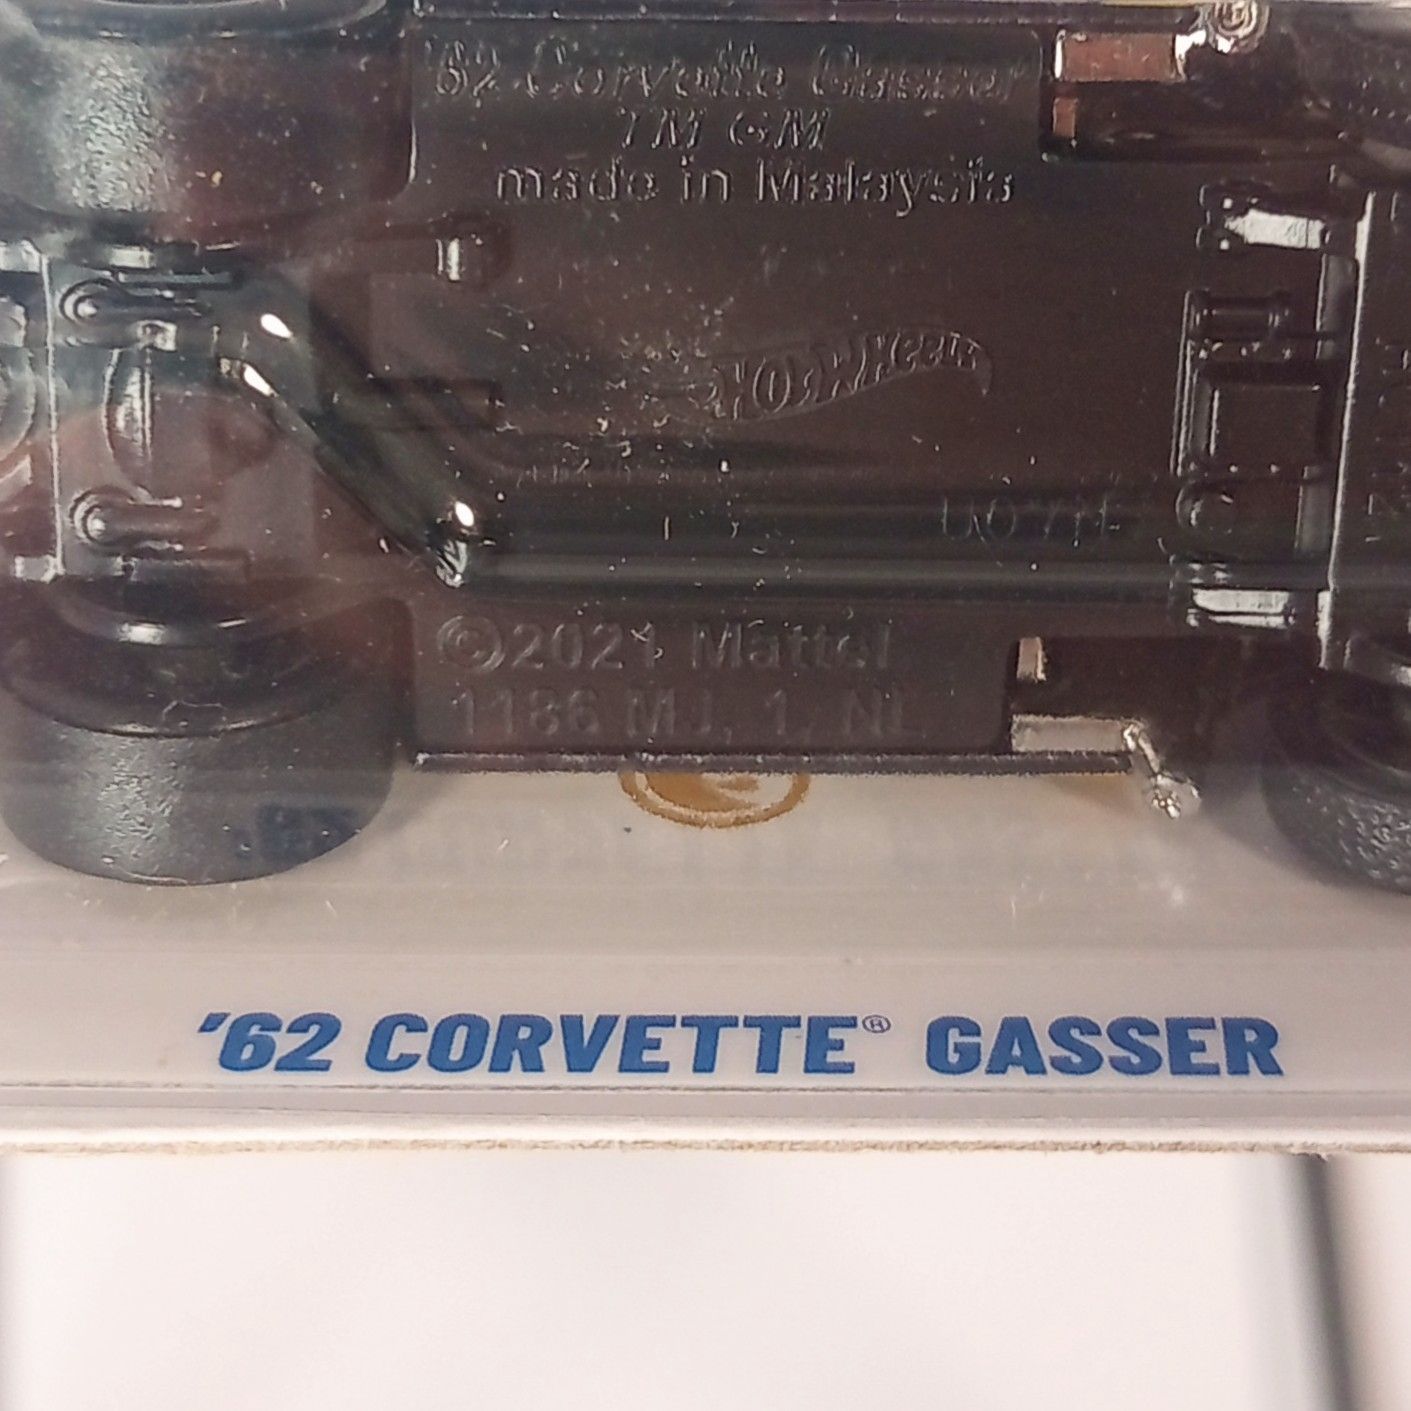 '62 Corvette Gasser
TM GM
made in Malaysia
HOT WHEELS
©2021 Mattel
1186 MJ, 1, NL
'62 CORVETTE® GASSER